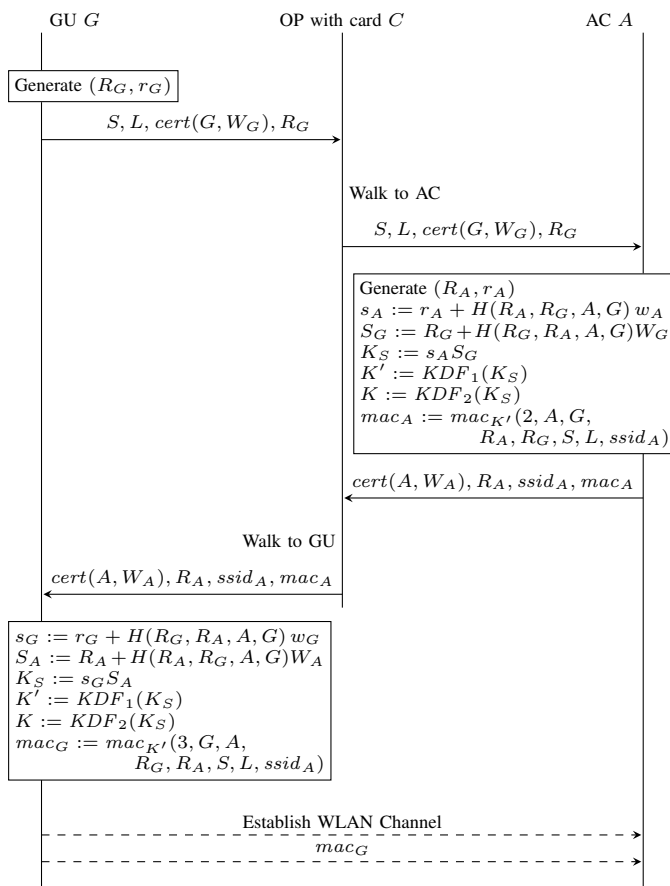 GU G OP with card C AC A
Generate (R_G, r_G)
S, L, cert(G, W_G), R_G
Walk to AC
S, L, cert(G, W_G), R_G
Generate (R_A, r_A)
s_A := r_A + H(R_A, R_G, A, G) w_A
S_G := R_G + H(R_G, R_A, A, G)W_G
K_S := s_A S_G
K′ := KDF_1(K_S)
K := KDF_2(K_S)
mac_A := mac_{K′}(2, A, G,
R_A, R_G, S, L, ssid_A)
cert(A, W_A), R_A, ssid_A, mac_A
Walk to GU
cert(A, W_A), R_A, ssid_A, mac_A
s_G := r_G + H(R_G, R_A, A, G) w_G
S_A := R_A + H(R_A, R_G, A, G)W_A
K_S := s_G S_A
K′ := KDF_1(K_S)
K := KDF_2(K_S)
mac_G := mac_{K′}(3, G, A,
R_G, R_A, S, L, ssid_A)
Establish WLAN Channel
mac_G